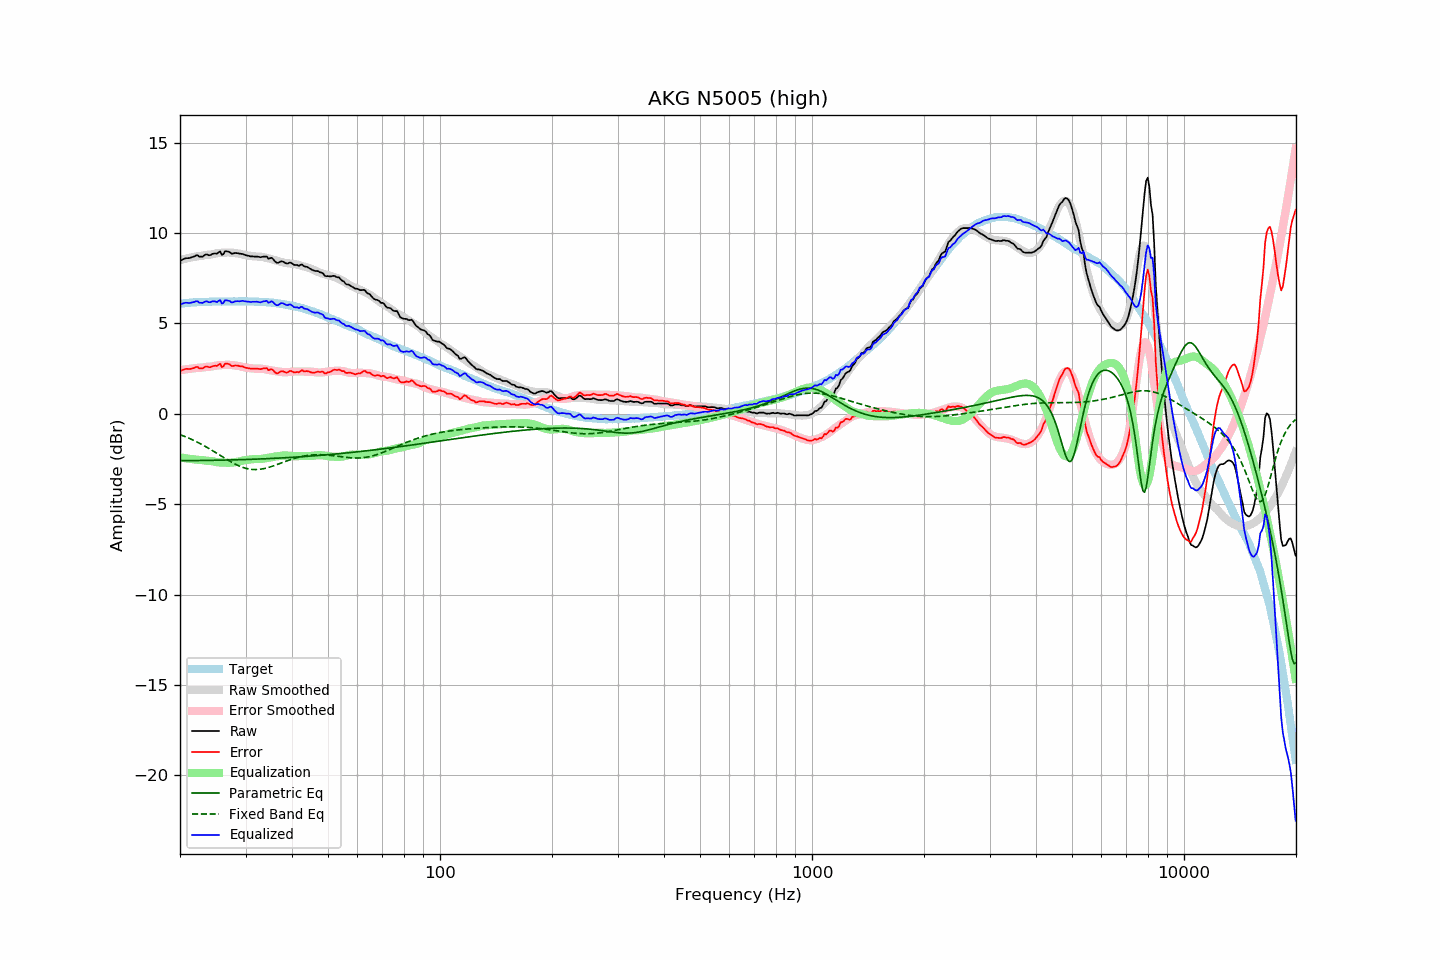 AKG N5005 (high)
15
10
5
0
−5
−10
−15
−20
Amplitude (dBr)
Target
Raw Smoothed
Error Smoothed
Raw
Error
Equalization
Parametric Eq
Fixed Band Eq
Equalized
100
1000
10000
Frequency (Hz)